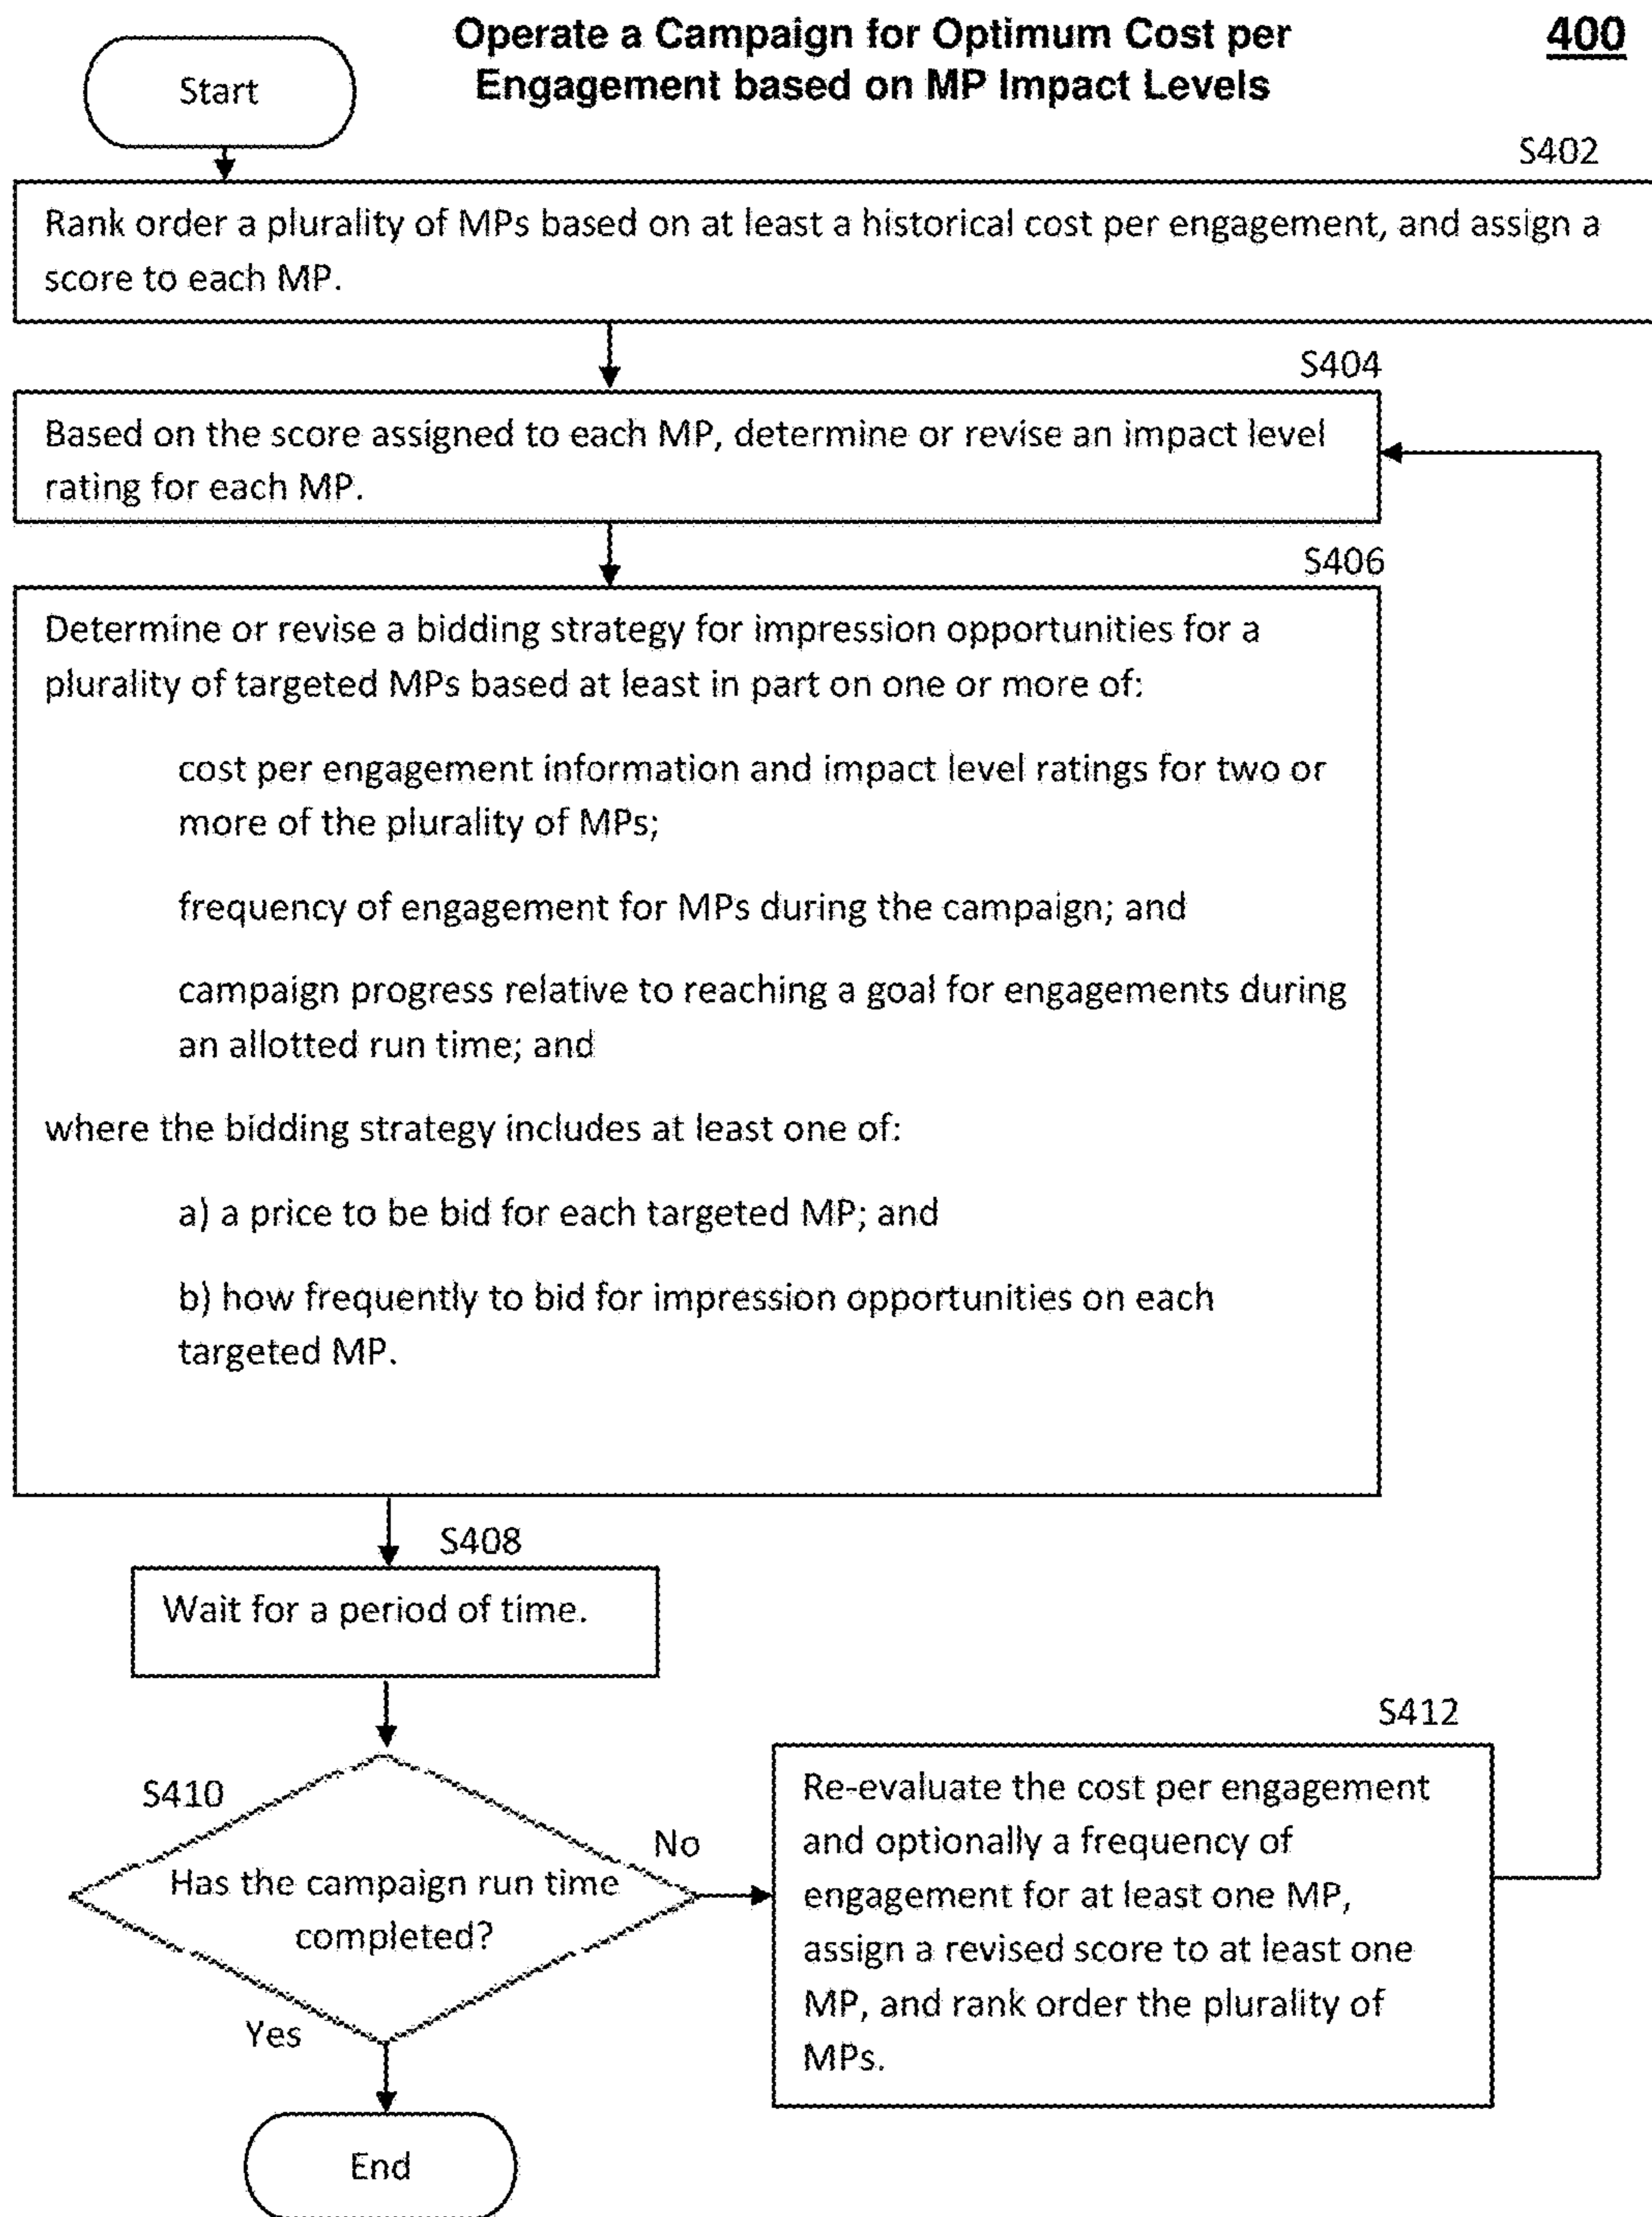 Operate a Campaign for Optimum Cost per
Engagement based on MP Impact Levels
400
Start
S402
Rank order a plurality of MPs based on at least a historical cost per engagement, and assign a
score to each MP.
S404
Based on the score assigned to each MP, determine or revise an impact level
rating for each MP.
S406
Determine or revise a bidding strategy for impression opportunities for a
plurality of targeted MPs based at least in part on one or more of:
cost per engagement information and impact level ratings for two or
more of the plurality of MPs;
frequency of engagement for MPs during the campaign; and
campaign progress relative to reaching a goal for engagements during
an allotted run time; and
where the bidding strategy includes at least one of:
a) a price to be bid for each targeted MP; and
b) how frequently to bid for impression opportunities on each
targeted MP.
S408
Wait for a period of time.
S410
Has the campaign run time
completed?
No
Yes
S412
Re-evaluate the cost per engagement
and optionally a frequency of
engagement for at least one MP,
assign a revised score to at least one
MP, and rank order the plurality of
MPs.
End